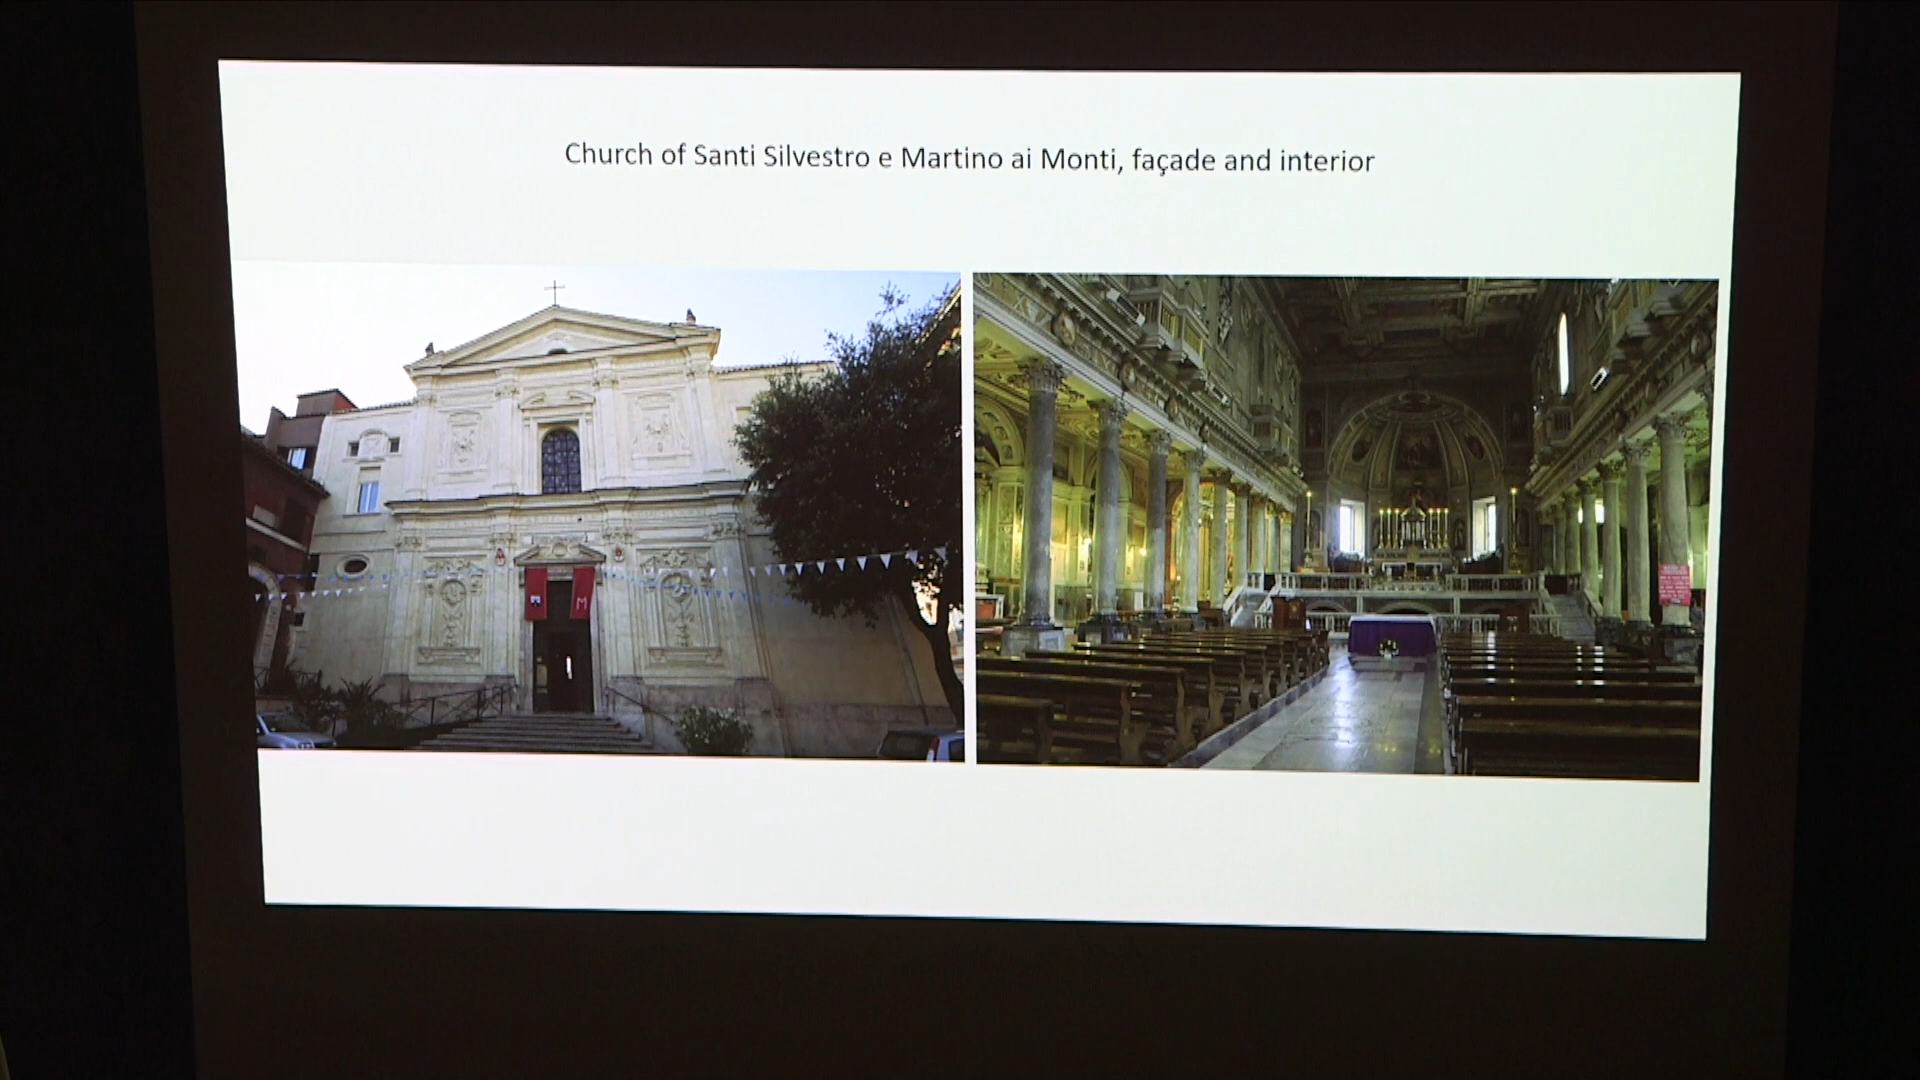 Church of Santi Silvestro e Martino ai Monti, façade and interior
M